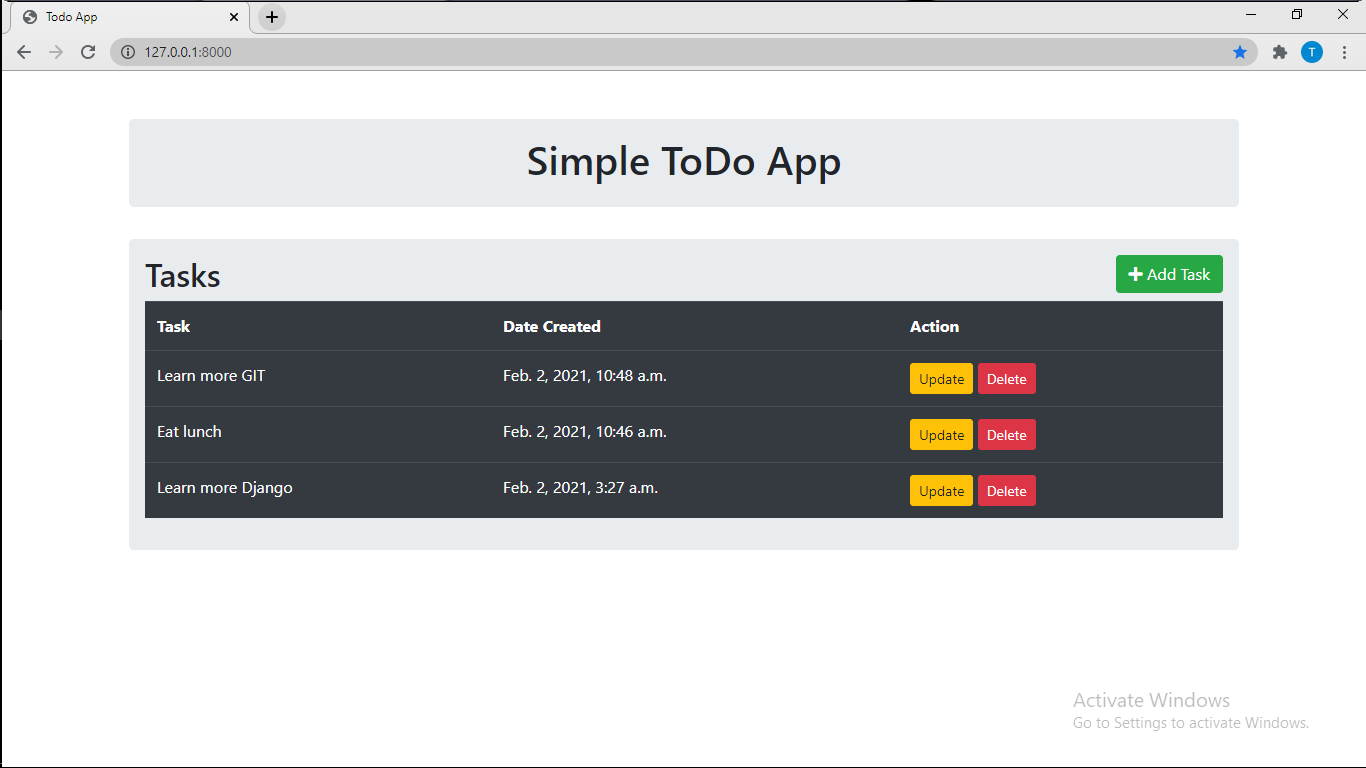 Todo App
127.0.0.1:8000
T
Simple ToDo App
Tasks
Add Task
Task Date Created Action
Learn more GIT Feb. 2, 2021, 10:48 a.m. Update Delete
Eat lunch Feb. 2, 2021, 10:46 a.m. Update Delete
Learn more Django Feb. 2, 2021, 3:27 a.m. Update Delete
Activate Windows
Go to Settings to activate Windows.